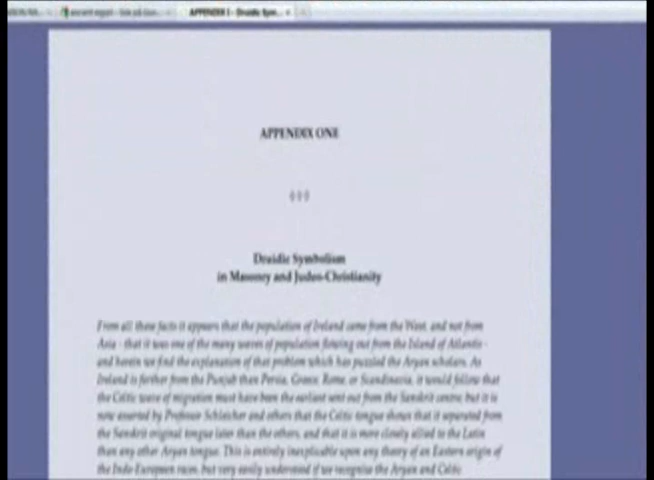 APPENDIX I - Druidic Sym...
APPENDIX ONE
Druidic Symbolism
in Masonry and Judeo-Christianity
From all these facts it appears that the population of Ireland came from the West, and not from
Asia - that it was one of the many waves of population flowing out from the Island of Atlantis -
and herein we find the explanation of that problem which has puzzled the Aryan scholars. As
Ireland is farther from the Punjab than Persia, Greece, Rome, or Scandinavia, it would follow that
the Celtic wave of migration must have been the earliest sent out from the Sanskrit centre; but it is
now asserted by Professor Schleicher and others that the Celtic tongue shows that it separated from
the Sanskrit original tongue later than the others, and that it is more closely allied to the Latin
than any other Aryan tongue. This is entirely inexplicable upon any theory of an Eastern origin of
the Indo-European races, but very easily understood if we recognise the Aryan and Celtic